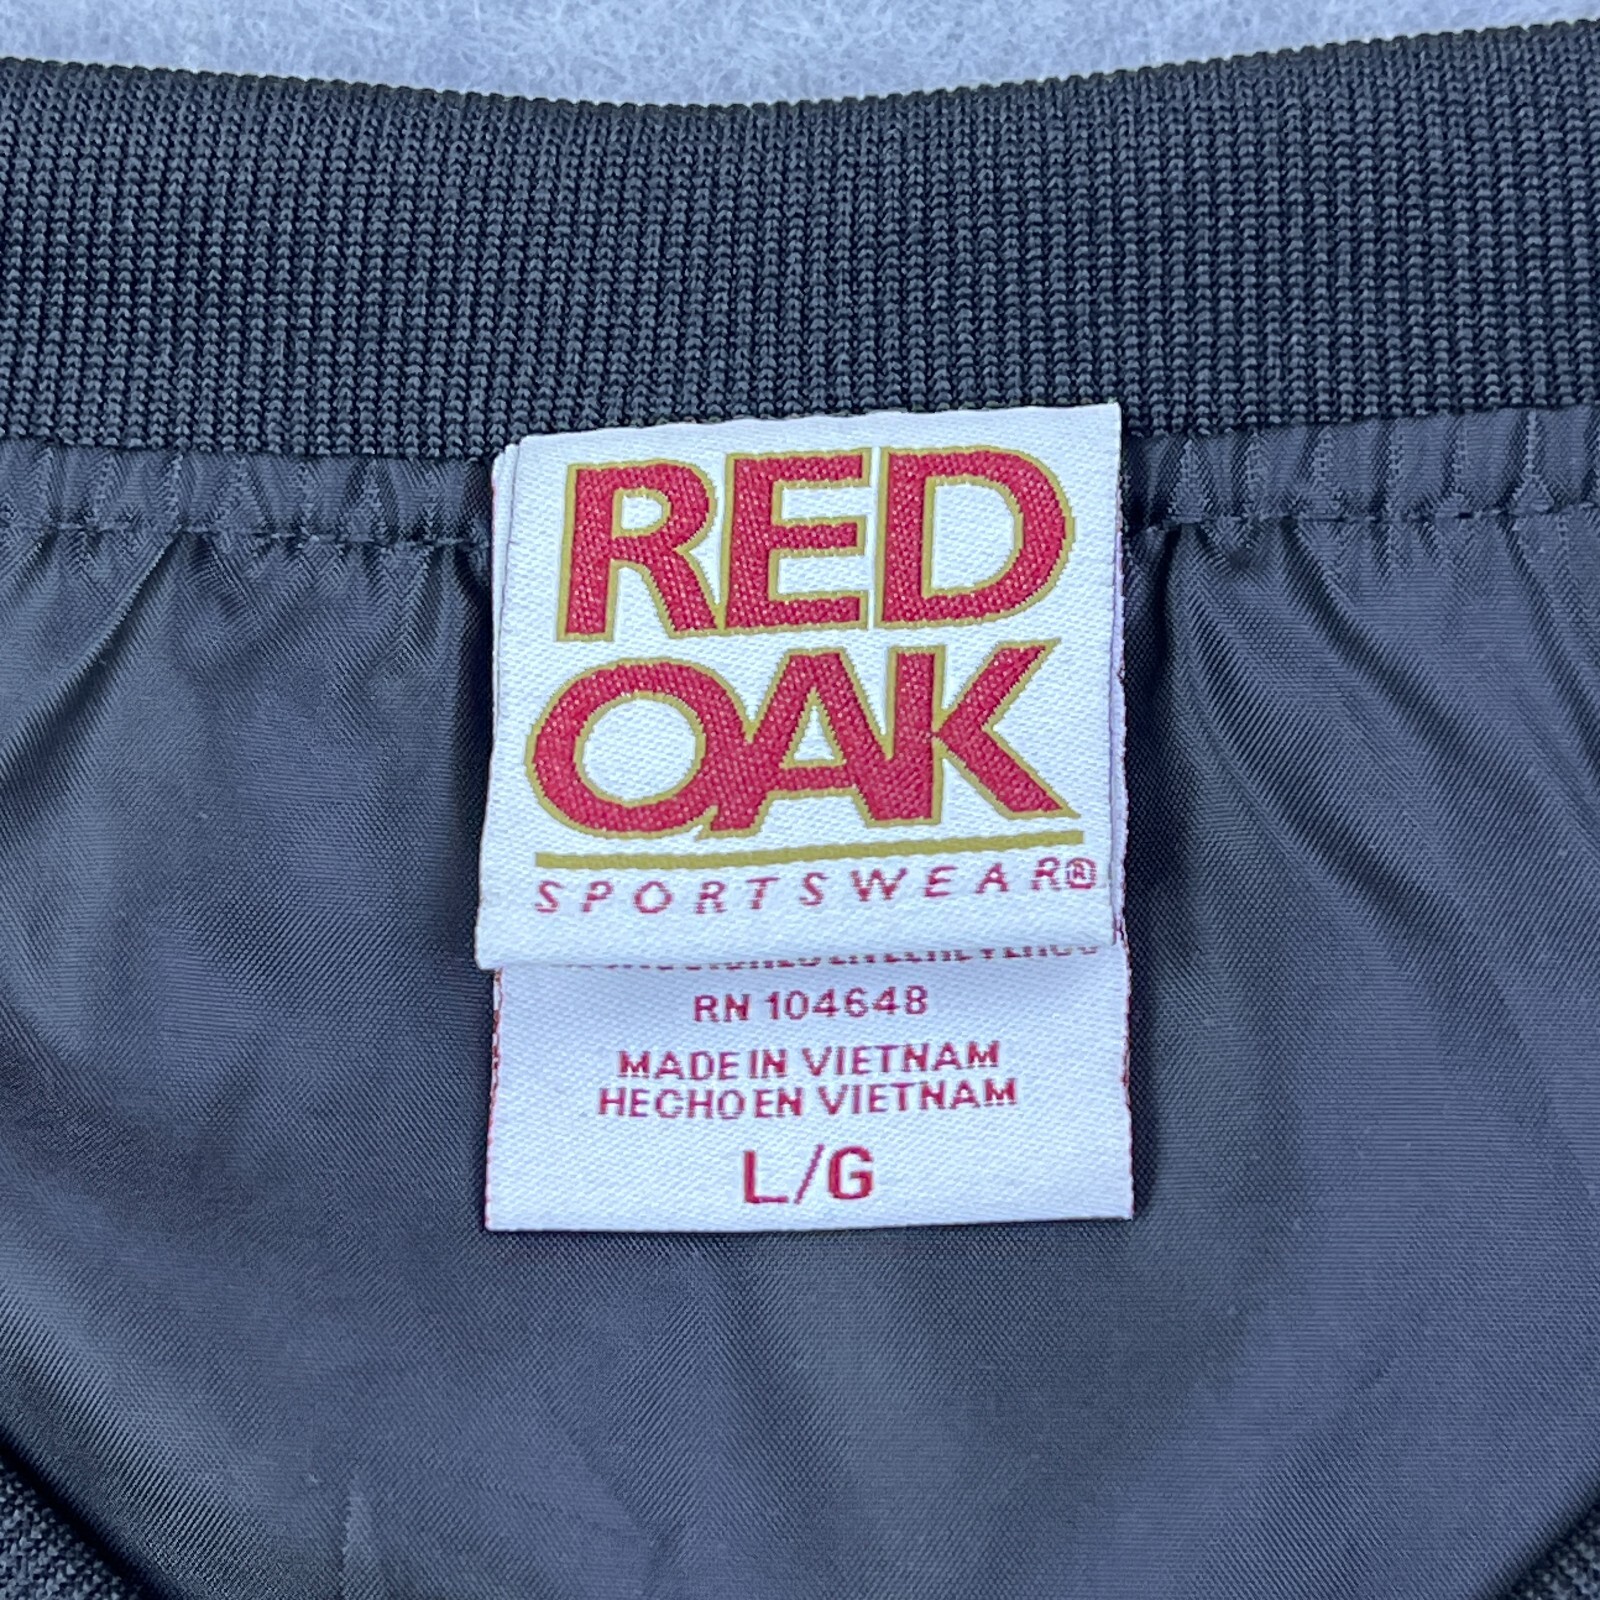 RED
OAK
SPORTSWEAR®
RN 104648
MADE IN VIETNAM
HECHO EN VIETNAM
L/G